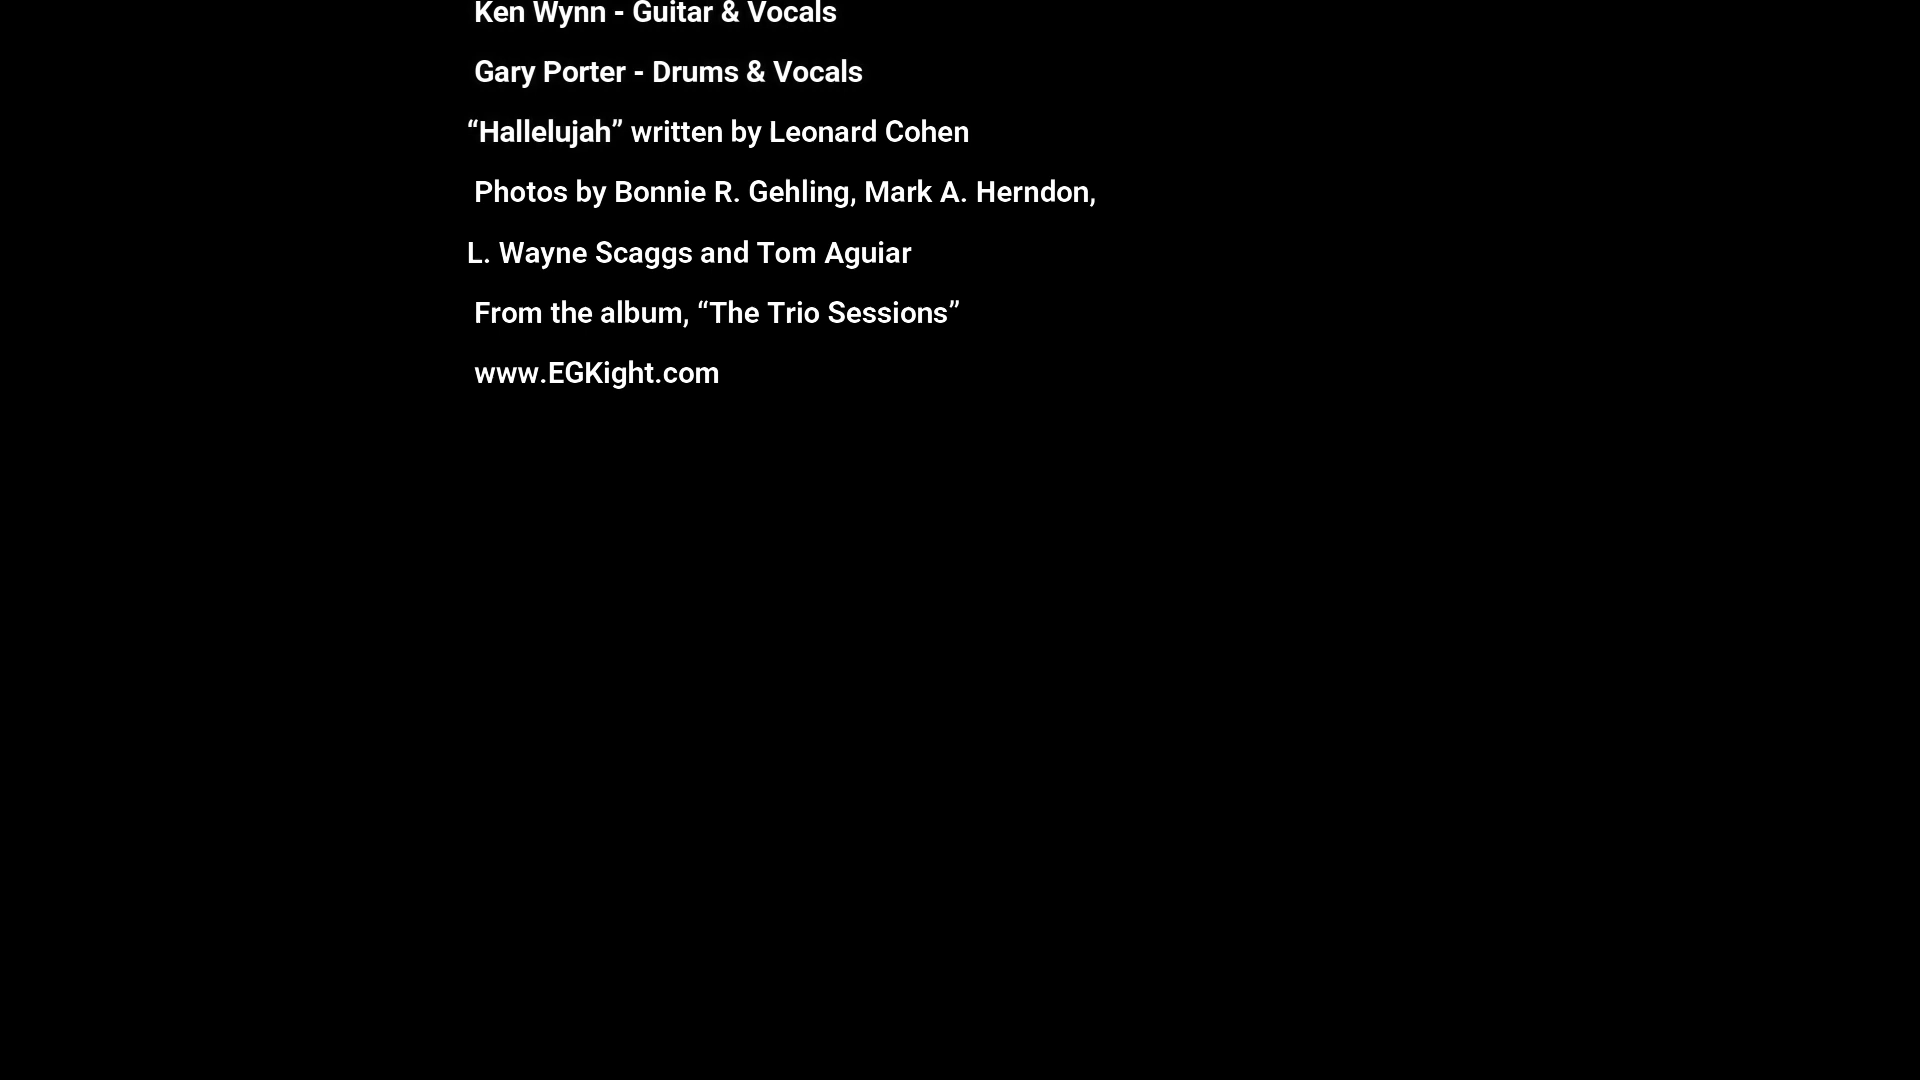 Ken Wynn - Guitar & Vocals
Gary Porter - Drums & Vocals
“Hallelujah” written by Leonard Cohen
Photos by Bonnie R. Gehling, Mark A. Herndon,
L. Wayne Scaggs and Tom Aguiar
From the album, “The Trio Sessions”
www.EGKight.com